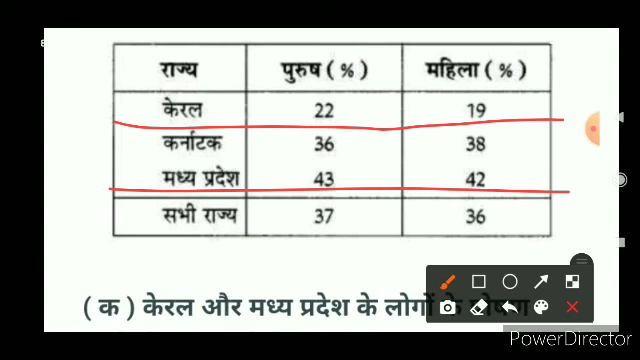 राज्य पुरुष ( % ) महिला ( % )
केरल 22 19
कर्नाटक 36 38
मध्य प्रदेश 43 42
सभी राज्य 37 36
( क ) केरल और मध्य प्रदेश के लोगों के
PowerDirector